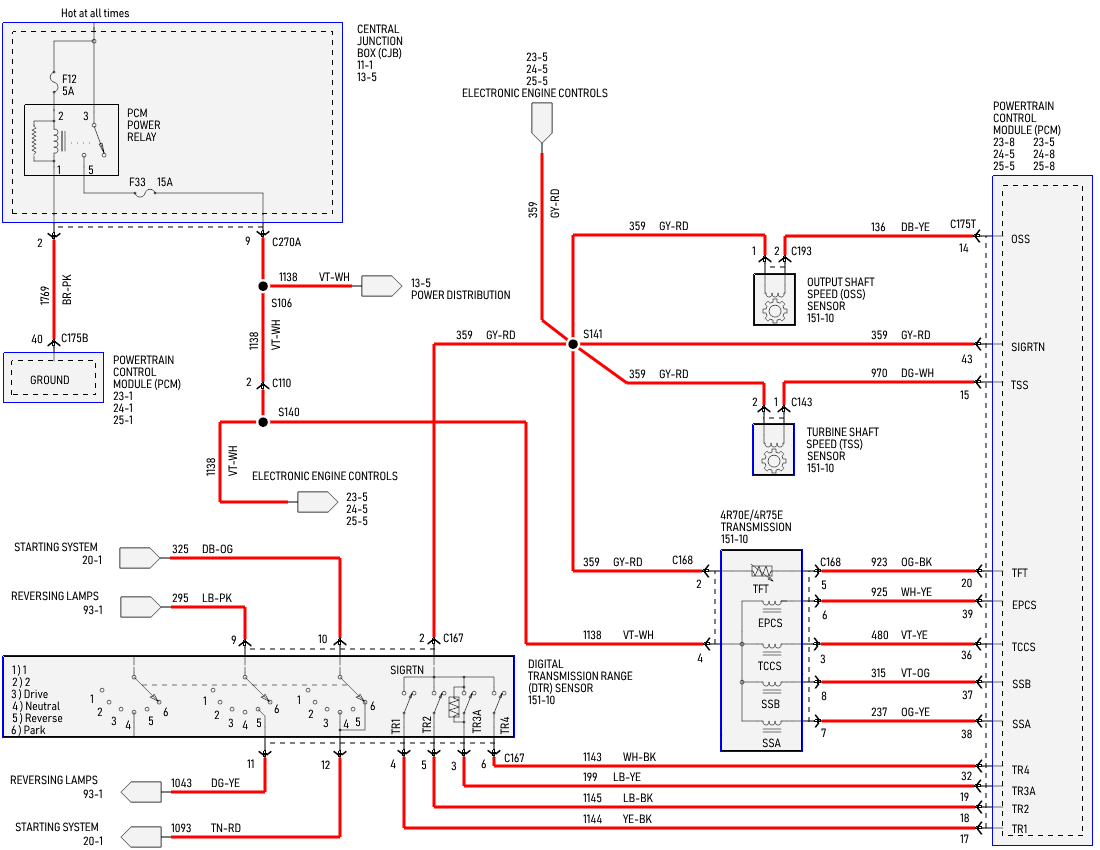 Hot at all times
CENTRAL
JUNCTION
BOX (CJB)
11-1
13-5
F12
5A
2
3
PCM
POWER
RELAY
1
5
F33 15A
2
9
C270A
1769
BR-PK
40
C175B
GROUND
POWERTRAIN
CONTROL
MODULE (PCM)
23-1
24-1
25-1
1138 VT-WH
13-5
POWER DISTRIBUTION
S106
1138
VT-WH
2
C110
S140
1138
VT-WH
ELECTRONIC ENGINE CONTROLS
23-5
24-5
25-5
23-5
24-5
25-5
ELECTRONIC ENGINE CONTROLS
359
GY-RD
359 GY-RD
S141
359 GY-RD
1
2
C193
136 DB-YE
C175T
14
OUTPUT SHAFT
SPEED (OSS)
SENSOR
151-10
359 GY-RD
43
359 GY-RD
970 DG-WH
15
2
1
C143
TURBINE SHAFT
SPEED (TSS)
SENSOR
151-10
POWERTRAIN
CONTROL
MODULE (PCM)
23-8 23-5
24-5 24-8
25-5 25-8
OSS
SIGRTN
TSS
TFT
EPCS
TCCS
SSB
SSA
TR4
TR3A
TR2
TR1
4R70E/4R75E
TRANSMISSION
151-10
359 GY-RD
C168
2
TFT
C168
5
923 OG-BK
20
EPCS
6
925 WH-YE
39
1138 VT-WH
4
TCCS
3
480 VT-YE
36
SSB
8
315 VT-OG
37
SSA
7
237 OG-YE
38
STARTING SYSTEM
20-1
325 DB-OG
REVERSING LAMPS
93-1
295 LB-PK
9
10
2
C167
1) 1
2) 2
3) Drive
4) Neutral
5) Reverse
6) Park
1
2
3
4
5
6
1
2
3
4
5
6
1
2
3
4
5
6
SIGRTN
TR1
TR2
TR3A
TR4
DIGITAL
TRANSMISSION RANGE
(DTR) SENSOR
151-10
11
12
4
5
3
6
C167
REVERSING LAMPS
93-1
1043 DG-YE
STARTING SYSTEM
20-1
1093 TN-RD
1143 WH-BK
32
199 LB-YE
19
1145 LB-BK
18
1144 YE-BK
17